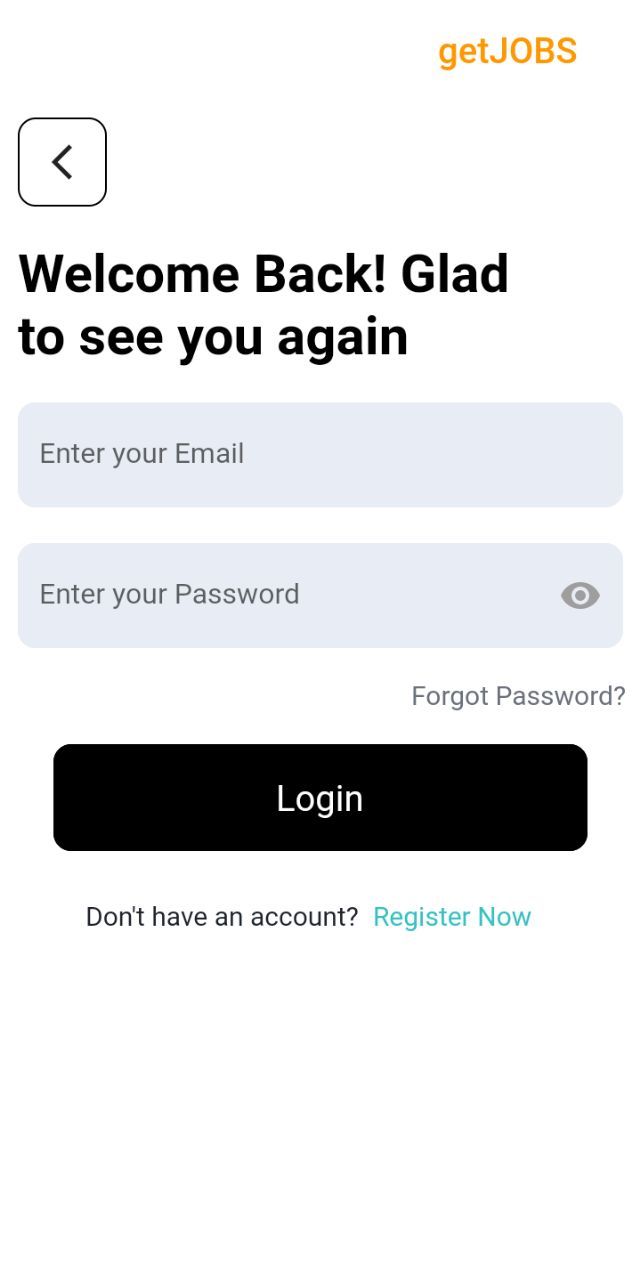 getJOBS
Welcome Back! Glad
to see you again
Enter your Email
Enter your Password
Forgot Password?
Login
Don't have an account? Register Now